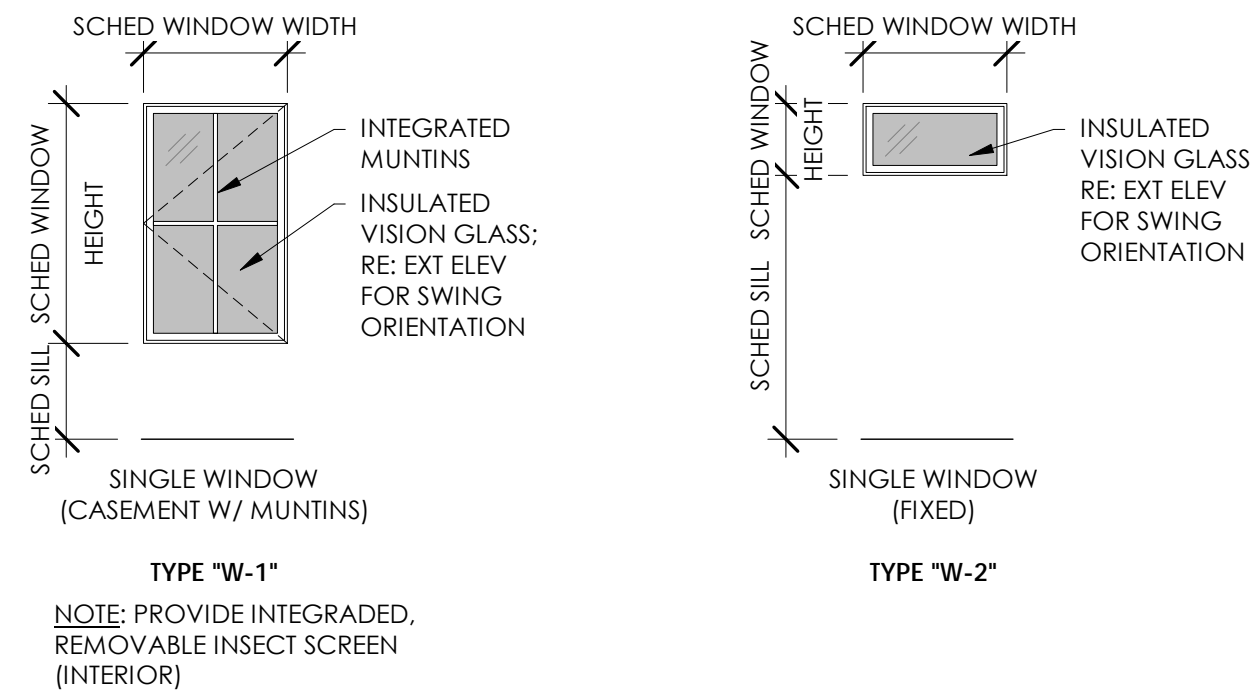 SCHED WINDOW WIDTH
SCHED WINDOW
HEIGHT
SCHED SILL
INTEGRATED
MUNTINS
INSULATED
VISION GLASS;
RE: EXT ELEV
FOR SWING
ORIENTATION
SINGLE WINDOW
(CASEMENT W/ MUNTINS)
TYPE "W-1"
NOTE: PROVIDE INTEGRADED,
REMOVABLE INSECT SCREEN
(INTERIOR)
SCHED WINDOW WIDTH
SCHED WINDOW
HEIGHT
SCHED SILL
INSULATED
VISION GLASS
RE: EXT ELEV
FOR SWING
ORIENTATION
SINGLE WINDOW
(FIXED)
TYPE "W-2"